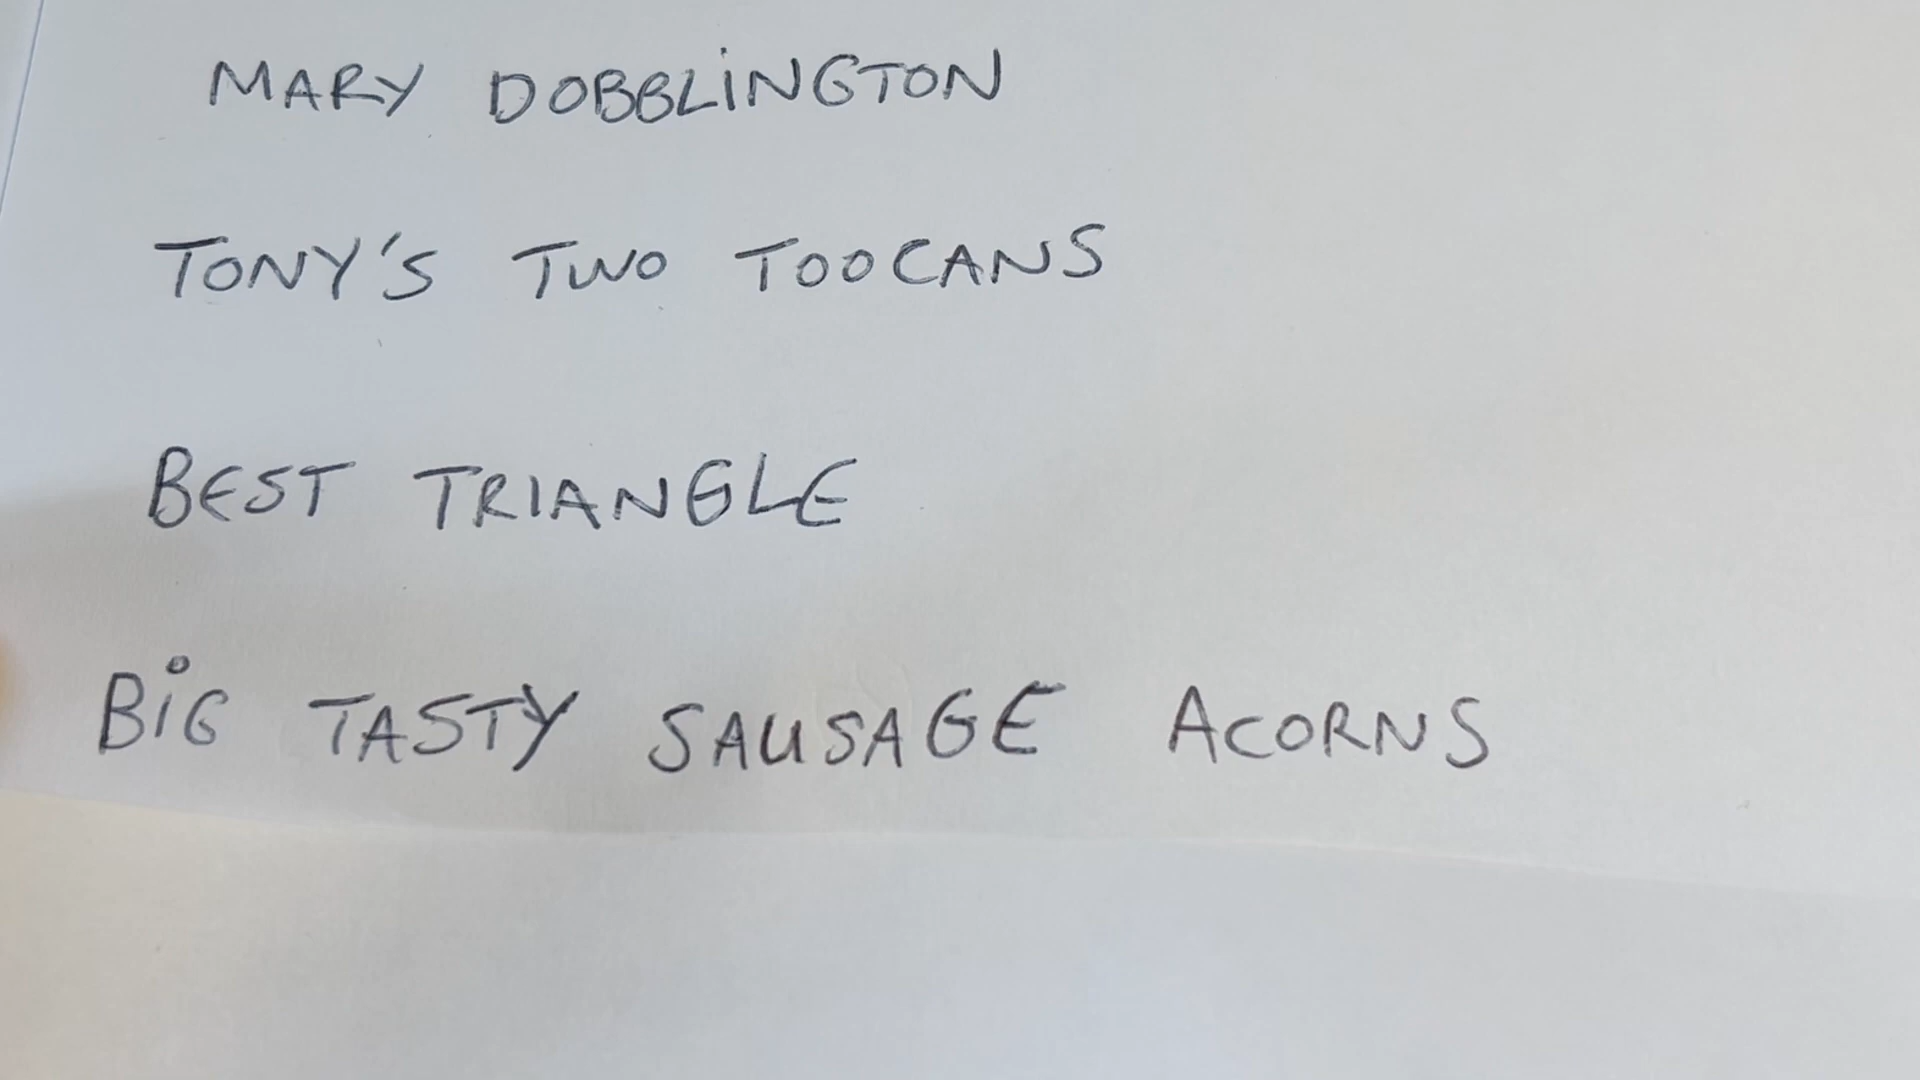 MARY DOBBLiNGTON
TONY'S TWO TOOCANS
BEST TRIANGLE
BiG TASTY SAUSAGE ACORNS